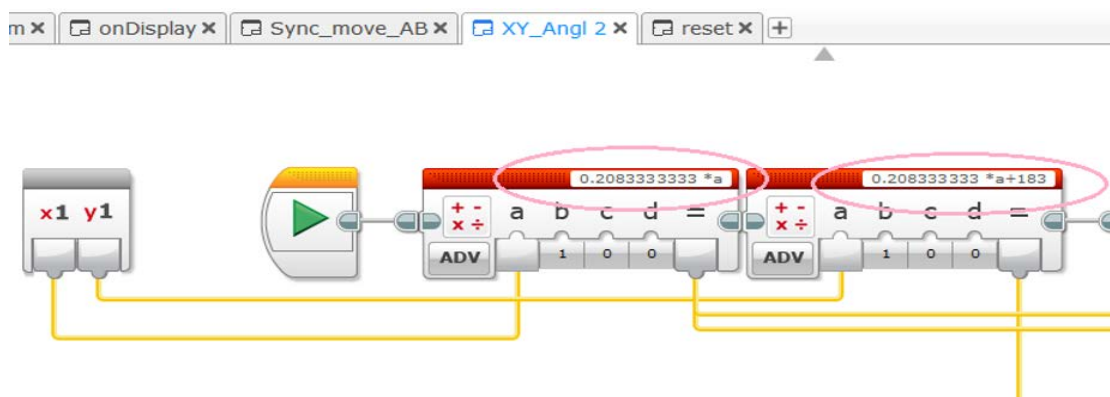 m × onDisplay × Sync_move_AB × XY_Angl 2 × reset × +
0.2083333333 *a 0.208333333 *a+183
x1 y1 + - × ÷ a b c d = + - × ÷ a b c d =
ADV 1 0 0 ADV 1 0 0